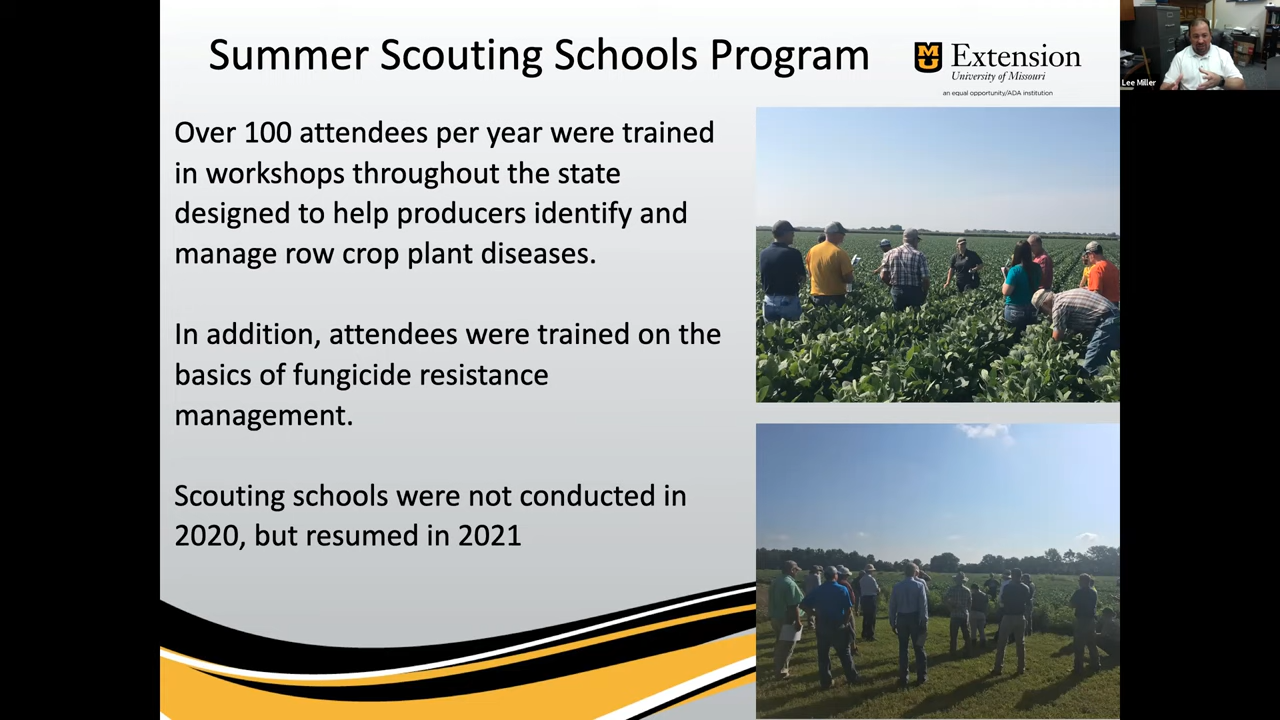 Summer Scouting Schools Program
MU
Extension
University of Missouri
an equal opportunity/ADA institution
Lee Miller
Over 100 attendees per year were trained
in workshops throughout the state
designed to help producers identify and
manage row crop plant diseases.
In addition, attendees were trained on the
basics of fungicide resistance
management.
Scouting schools were not conducted in
2020, but resumed in 2021